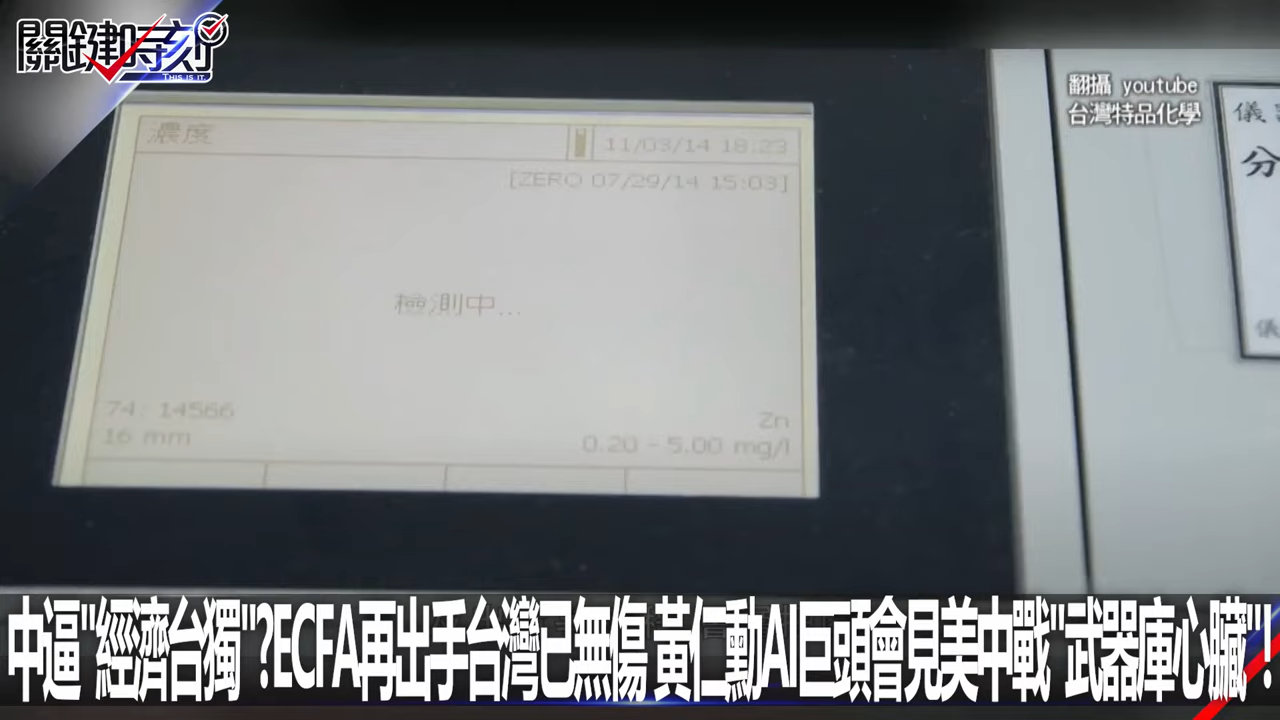 關鍵時刻
THIS IS IT
翻攝 youtube
台灣特品化學
濃度
11/03/14 18:23
[ZERO 07/29/14 15:03]
檢測中...
74: 14566
16 mm
Zn
0.20 - 5.00 mg/l
儀
分
儀
中逼"經濟台獨"?ECFA再出手台灣已無傷 黃仁勳AI巨頭會見美中戰"武器庫心臟"!